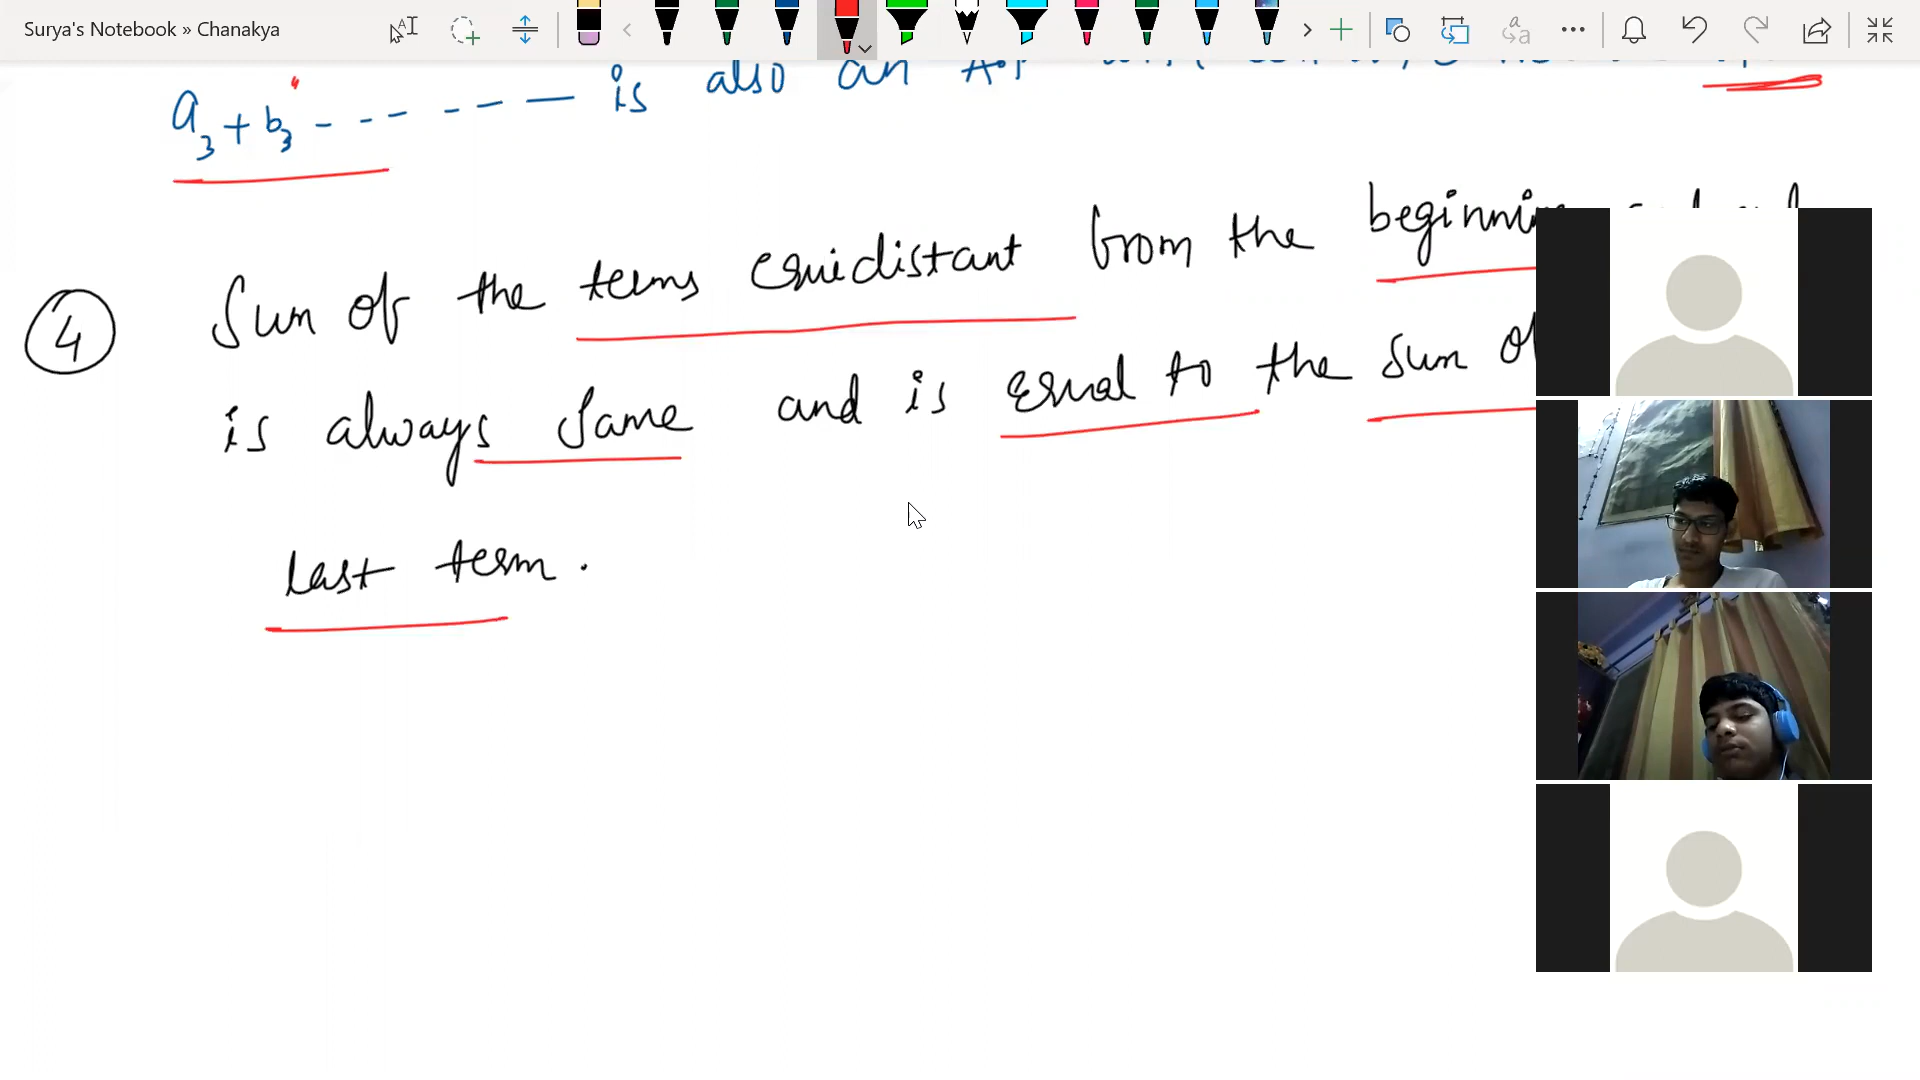 Surya's Notebook » Chanakya
a₃ + b₃ - - - - - - - — is also an A.P
④ Sum of the terms equidistant from the
is always same and is equal to the sum
last term.